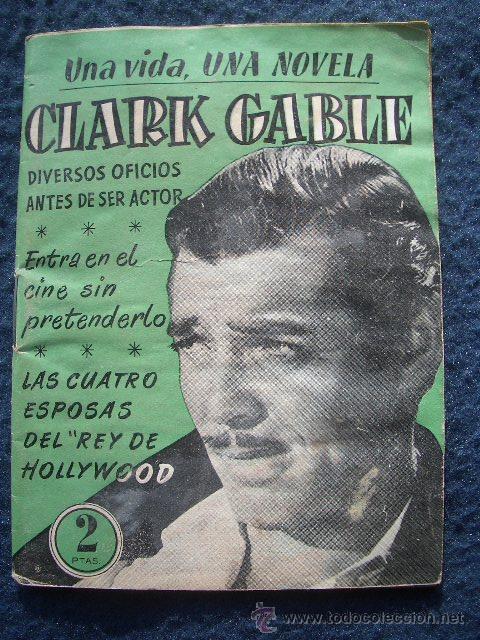 Una vida, UNA NOVELA
CLARK GABLE
DIVERSOS OFICIOS
ANTES DE SER ACTOR
* * *
Entra en el
cine sin
pretenderlo
* * *
LAS CUATRO
ESPOSAS
DEL "REY DE
HOLLYWOOD
2
PTAS.
www.todocoleccion.net